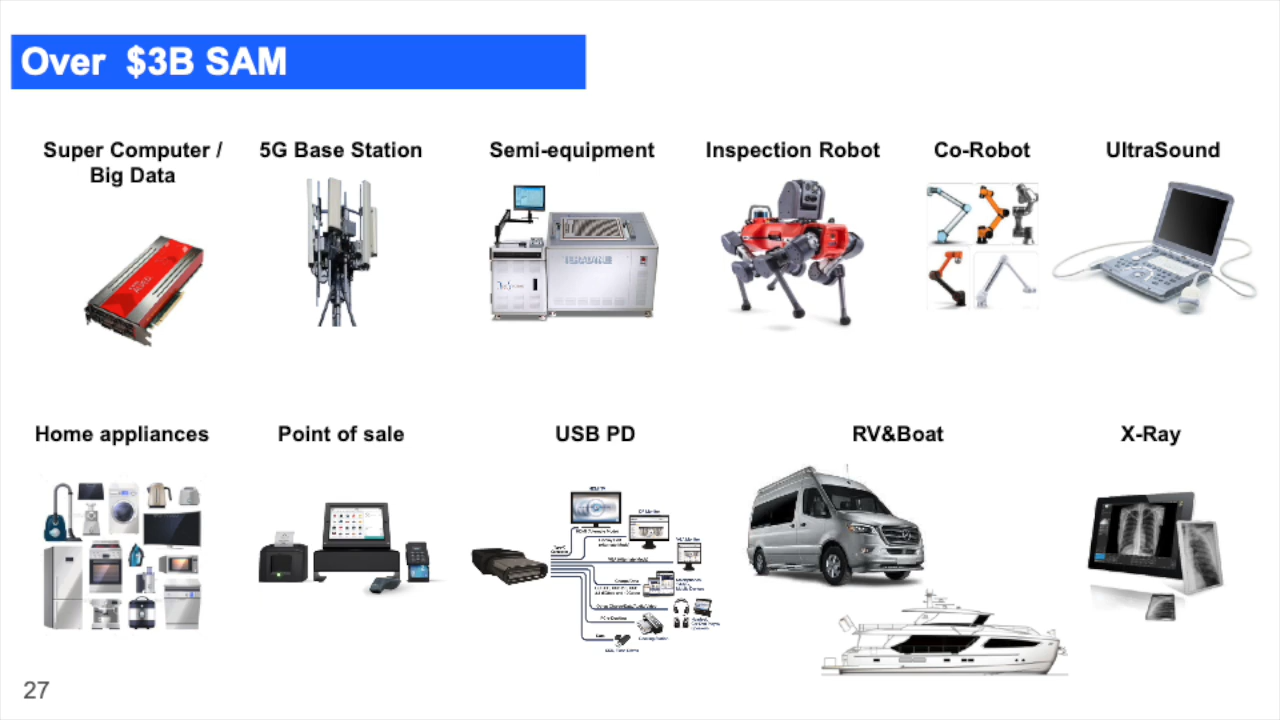 Over $3B SAM
Super Computer /
Big Data
5G Base Station
Semi-equipment
Inspection Robot
Co-Robot
UltraSound
Home appliances
Point of sale
USB PD
RV&Boat
X-Ray
27